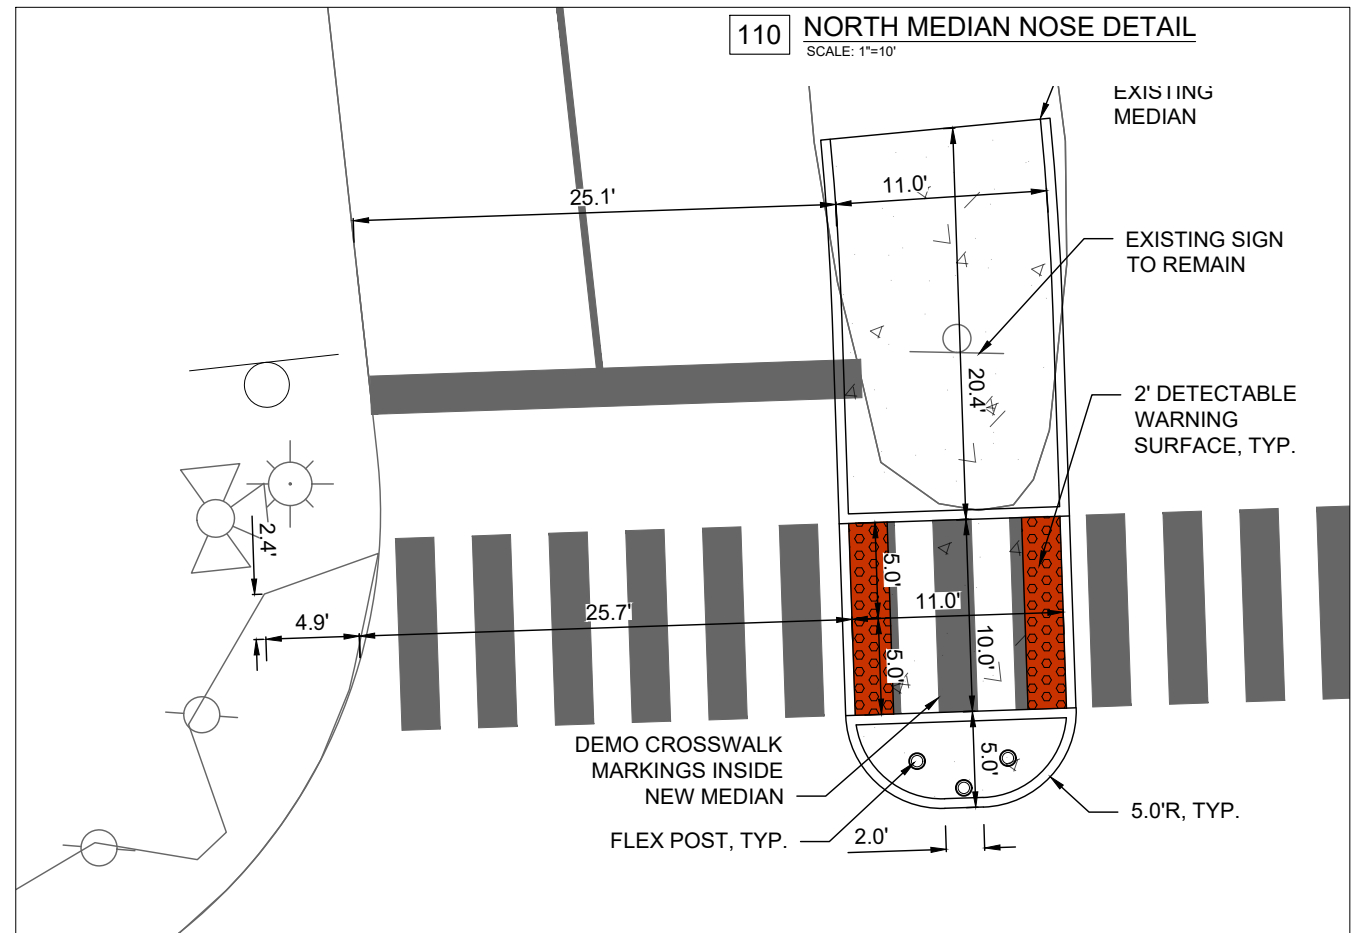 110
NORTH MEDIAN NOSE DETAIL
SCALE: 1"=10'
EXISTING
MEDIAN
25.1'
11.0'
EXISTING SIGN
TO REMAIN
20.4'
2' DETECTABLE
WARNING
SURFACE, TYP.
2.4'
5.0'
11.0'
4.9'
25.7'
10.0'
5.0'
DEMO CROSSWALK
MARKINGS INSIDE
NEW MEDIAN
5.0'
5.0'R, TYP.
FLEX POST, TYP.
2.0'